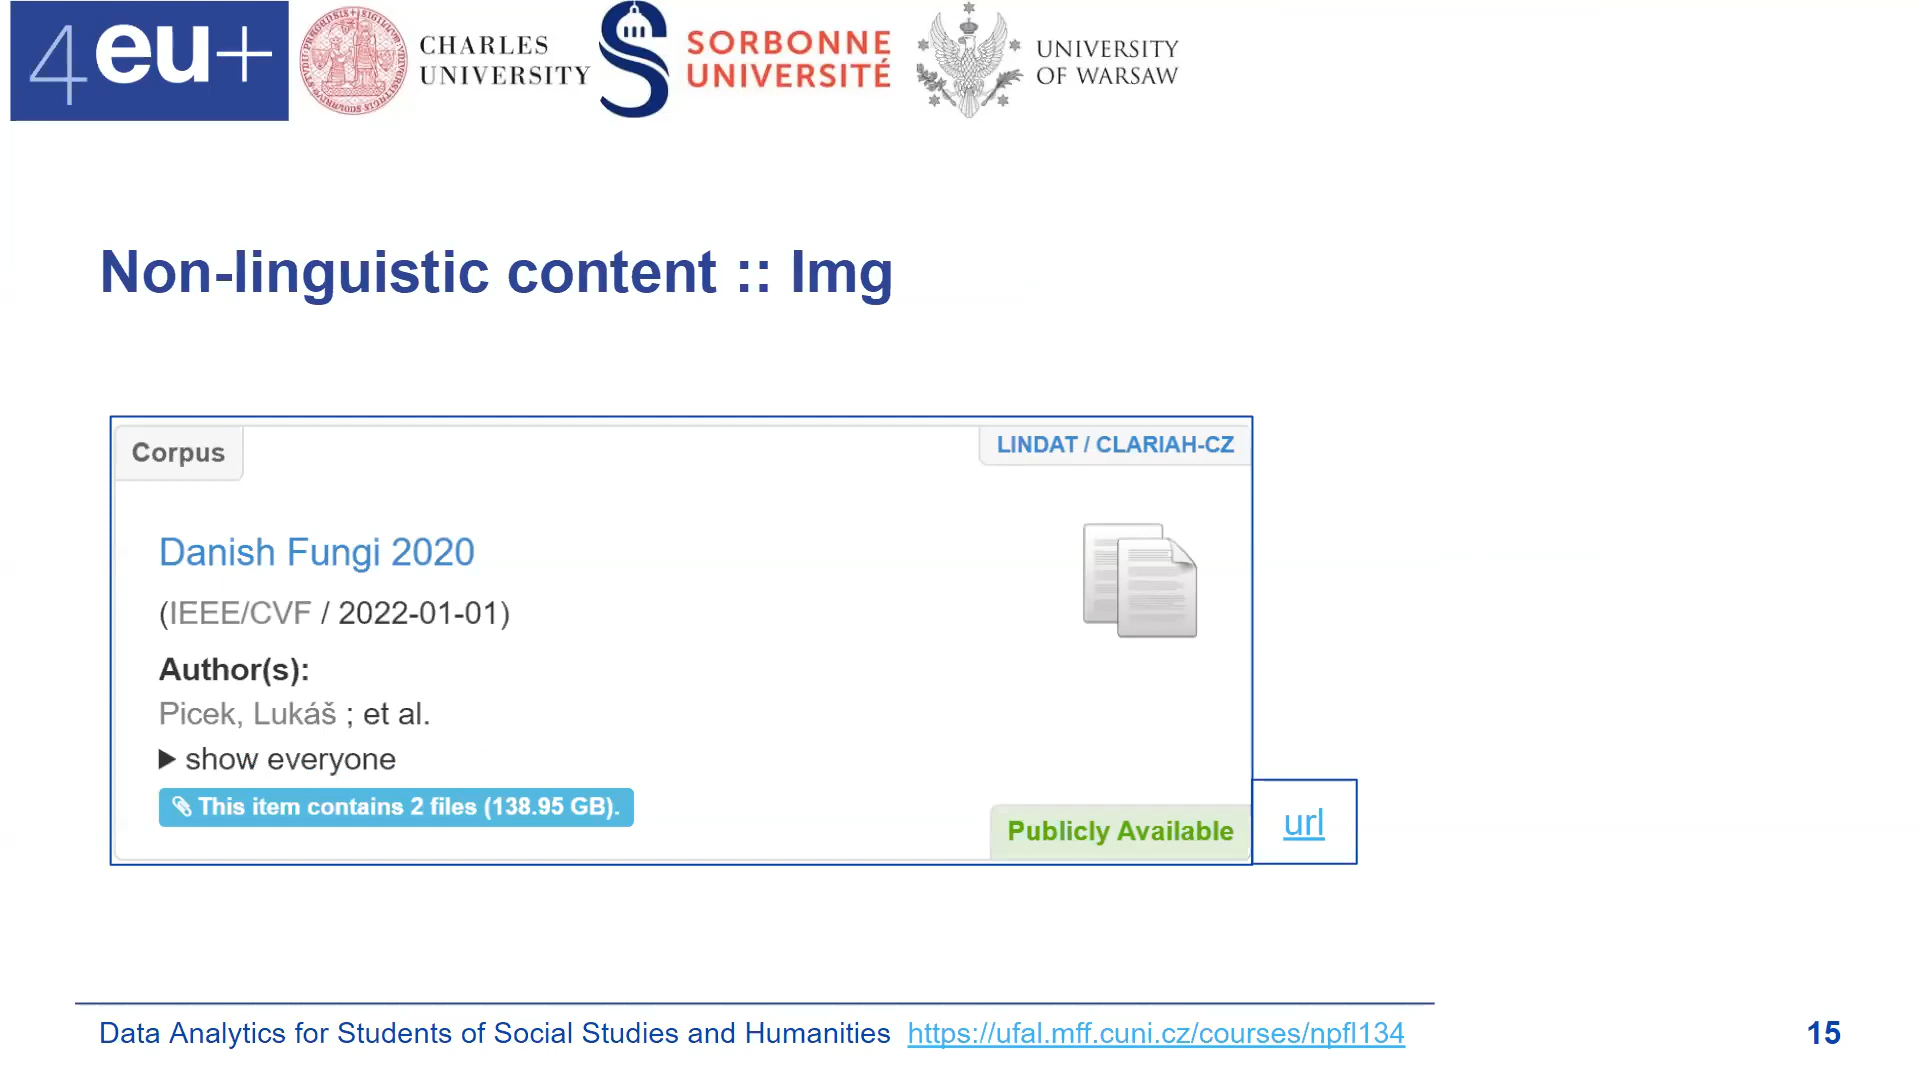 4eu+
CHARLES
UNIVERSITY
SORBONNE
UNIVERSITÉ
UNIVERSITY
OF WARSAW
Non-linguistic content :: Img
Corpus
LINDAT / CLARIAH-CZ
Danish Fungi 2020
(IEEE/CVF / 2022-01-01)
Author(s):
Picek, Lukáš ; et al.
▶ show everyone
This item contains 2 files (138.95 GB).
Publicly Available
url
Data Analytics for Students of Social Studies and Humanities https://ufal.mff.cuni.cz/courses/npfl134
15